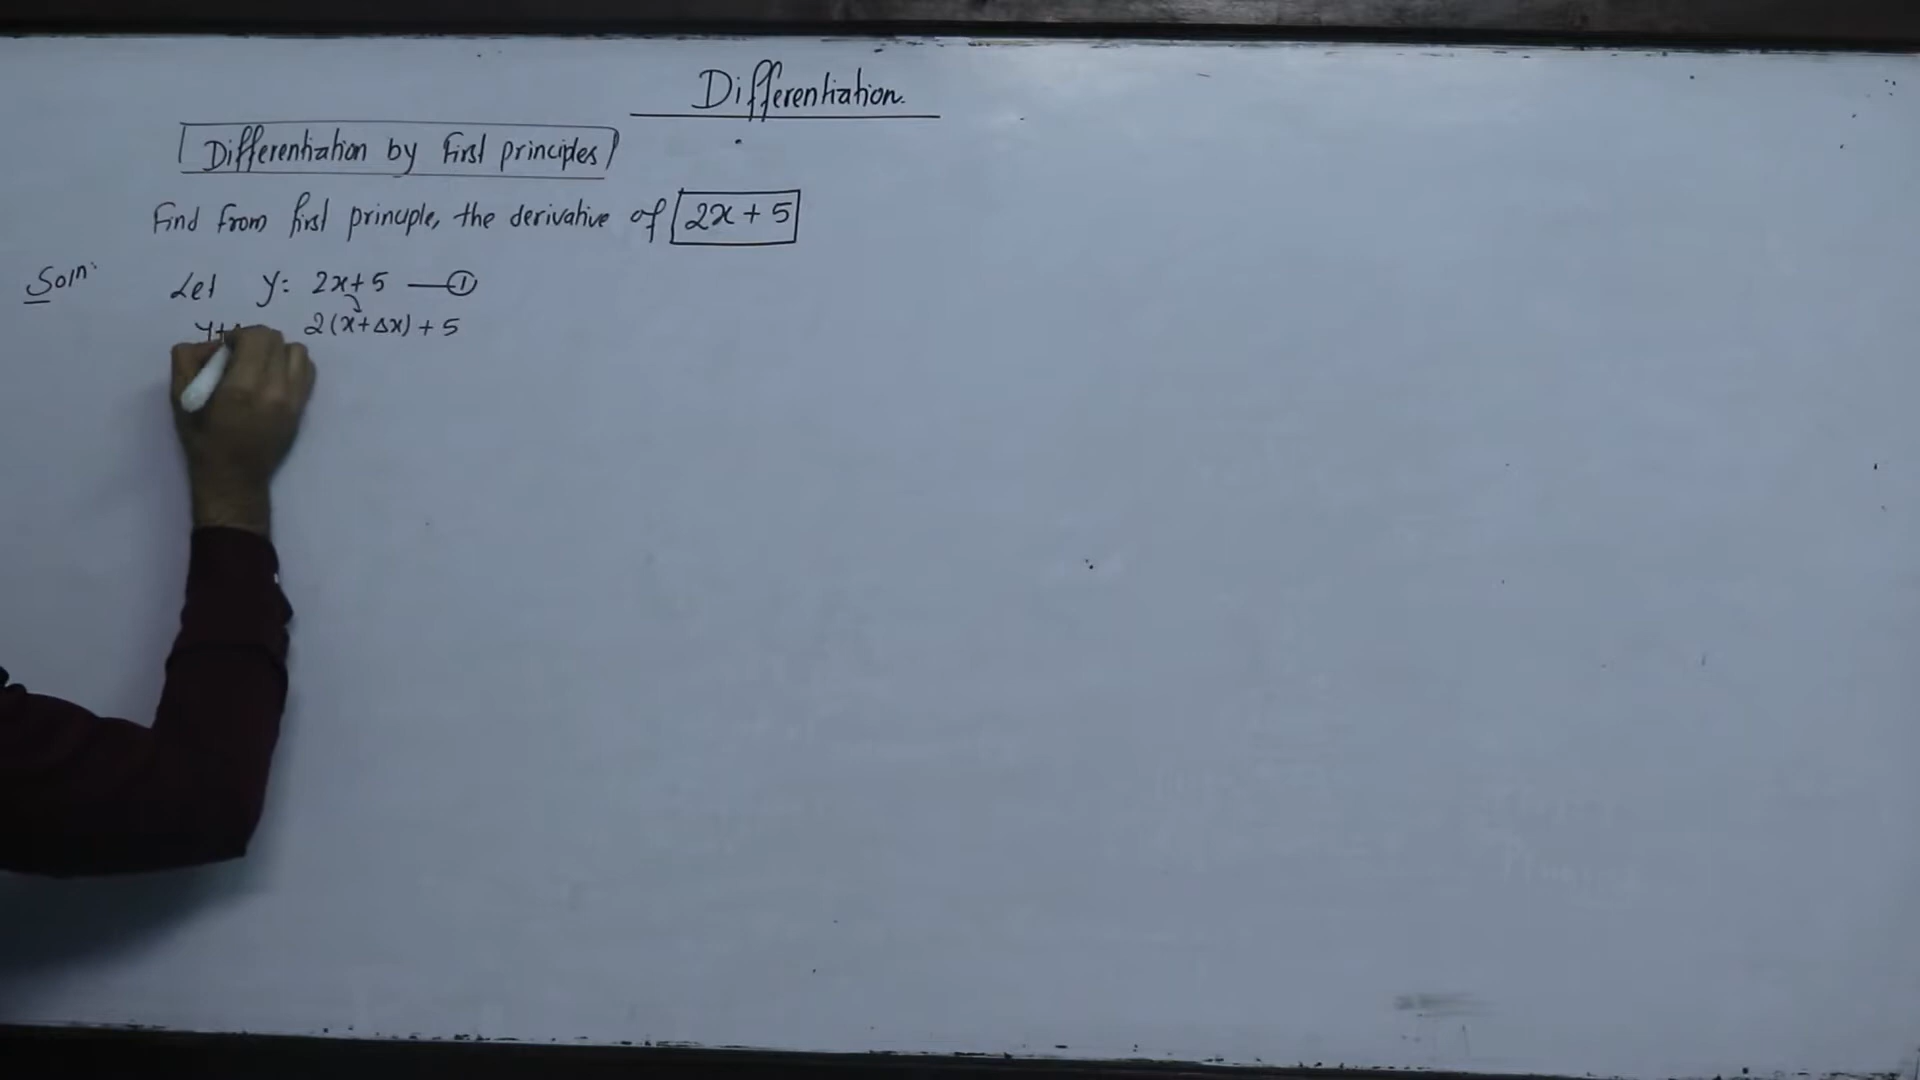 Differentiation.
Differentiation by first principles
Find from first principle, the derivative of 2x + 5
Soln:
Let y = 2x+5 — ①
y+ 2(x+Δx) + 5